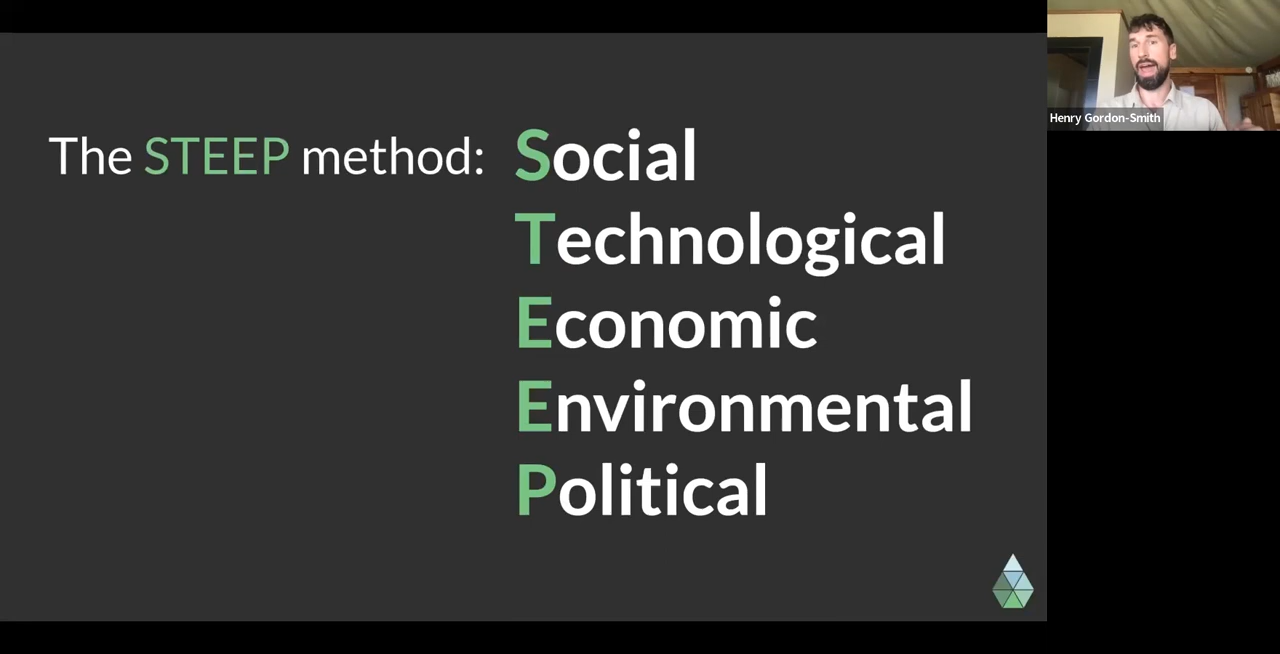 The STEEP method:
Social
Technological
Economic
Environmental
Political
Henry Gordon-Smith